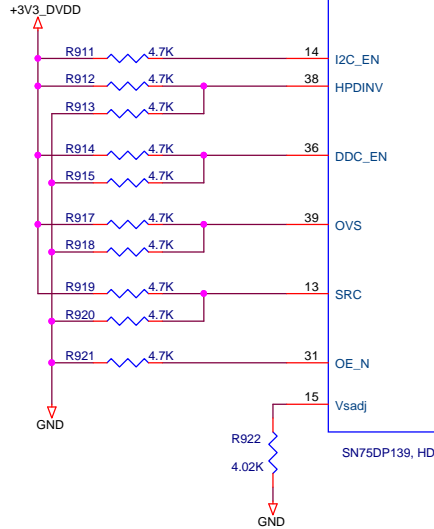 +3V3_DVDD
R911 4.7K 14 I2C_EN
R912 4.7K 38 HPDINV
R913 4.7K
R914 4.7K 36 DDC_EN
R915 4.7K
R917 4.7K 39 OVS
R918 4.7K
R919 4.7K 13 SRC
R920 4.7K
R921 4.7K 31 OE_N
15 Vsadj
GND
R922
4.02K
SN75DP139, HD
GND